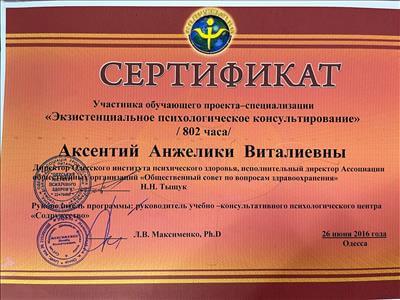 СЕРТИФИКАТ
Участника обучающего проекта–специализации
«Экзистенциальное психологическое консультирование»
/ 802 часа/
Аксентий Анжелики Виталиевны
Директор Одесского института психического здоровья, исполнительный директор Ассоциации
общественных организаций «Общественный совет по вопросам здравоохранения»
Н.Н. Тыщук
Руководитель программы: руководитель учебно –консультативного психологического центра
«Содружество»
Л.В. Максименко, Ph.D
26 июня 2016 года
Одесса